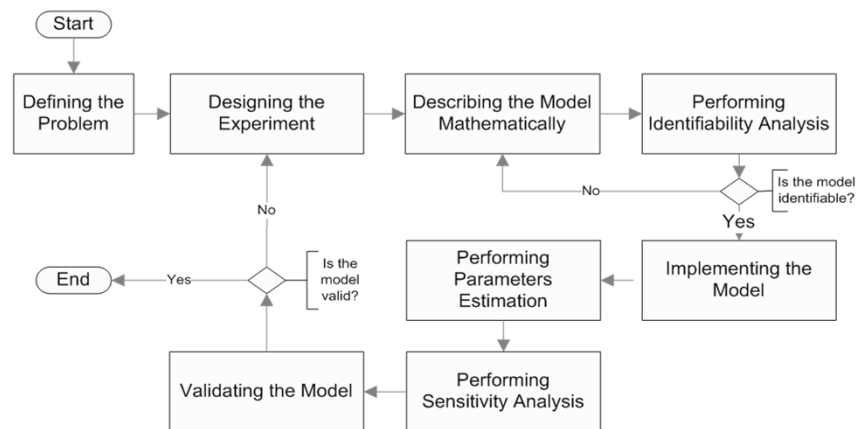 Start
Defining the
Problem
Designing the
Experiment
Describing the Model
Mathematically
Performing
Identifiability Analysis
No
Is the model
identifiable?
Yes
Implementing the
Model
Performing
Parameters
Estimation
Performing
Sensitivity Analysis
Validating the Model
Is the
model
valid?
No
Yes
End